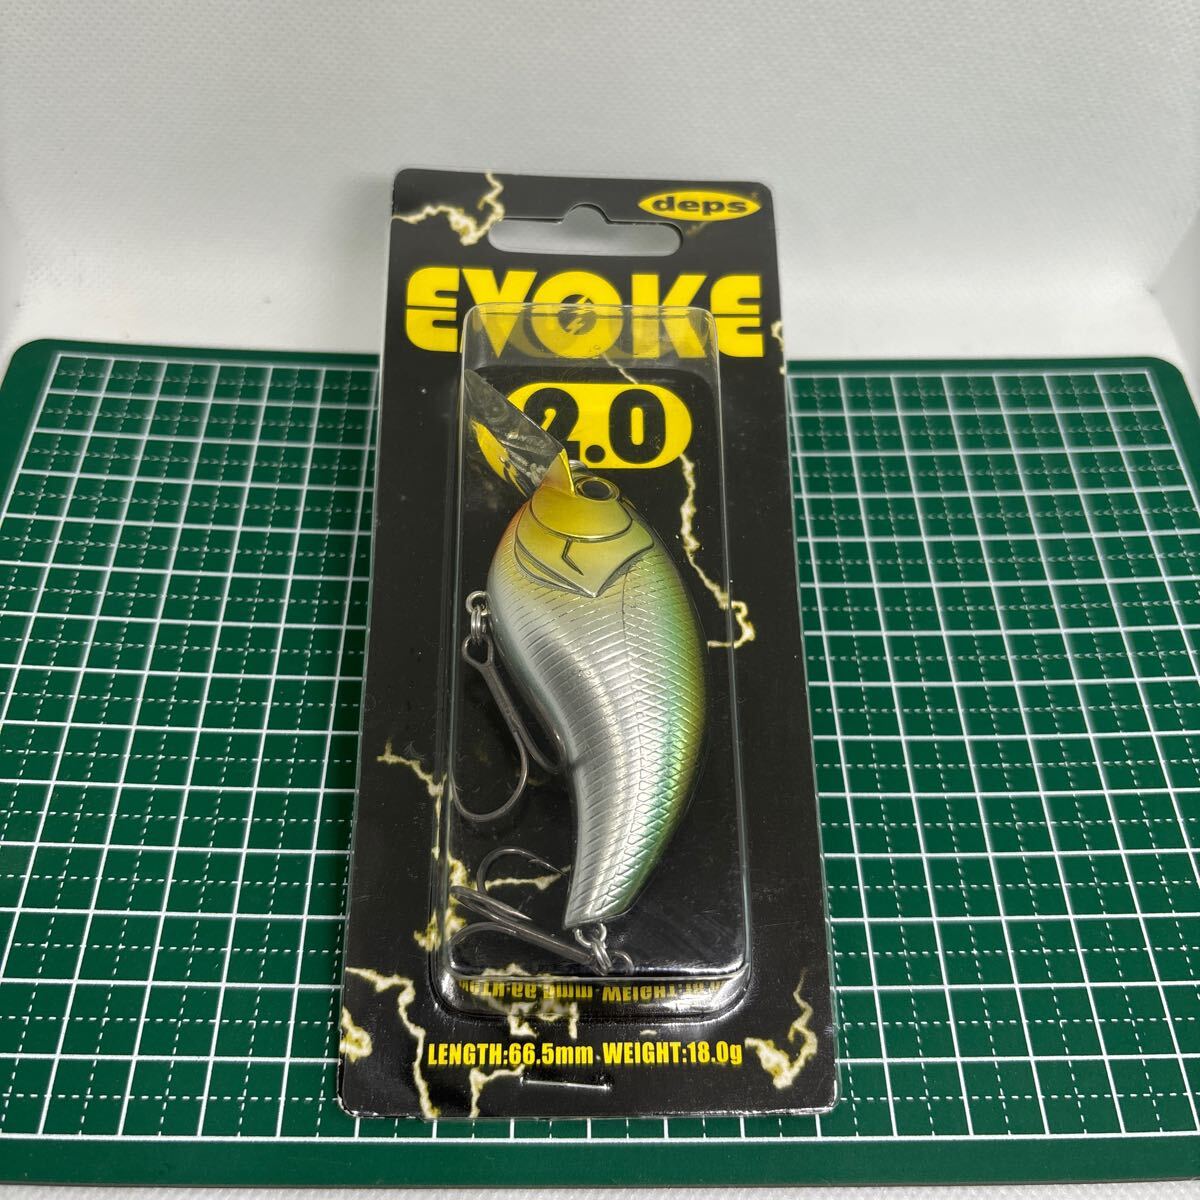 deps
EVOKE
2.0
LENGTH:66.5mm WEIGHT:18.0g